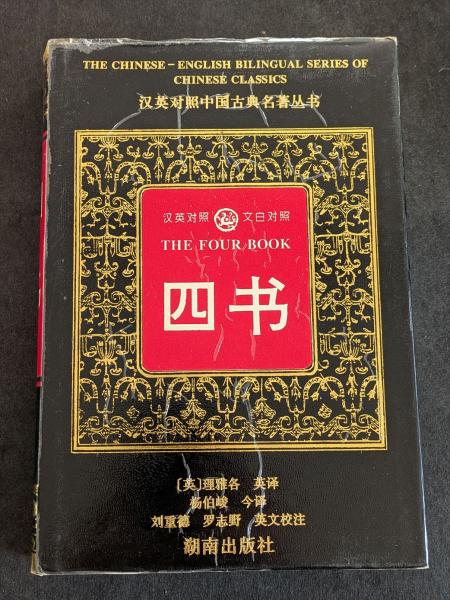 THE CHINESE – ENGLISH BILINGUAL SERIES OF
CHINESE CLASSICS
汉英对照中国古典名著丛书
汉英对照 文白对照
THE FOUR BOOK
四书
〔英〕理雅各 英译
杨伯峻 今译
刘重德 罗志野 英文校注
湖南出版社